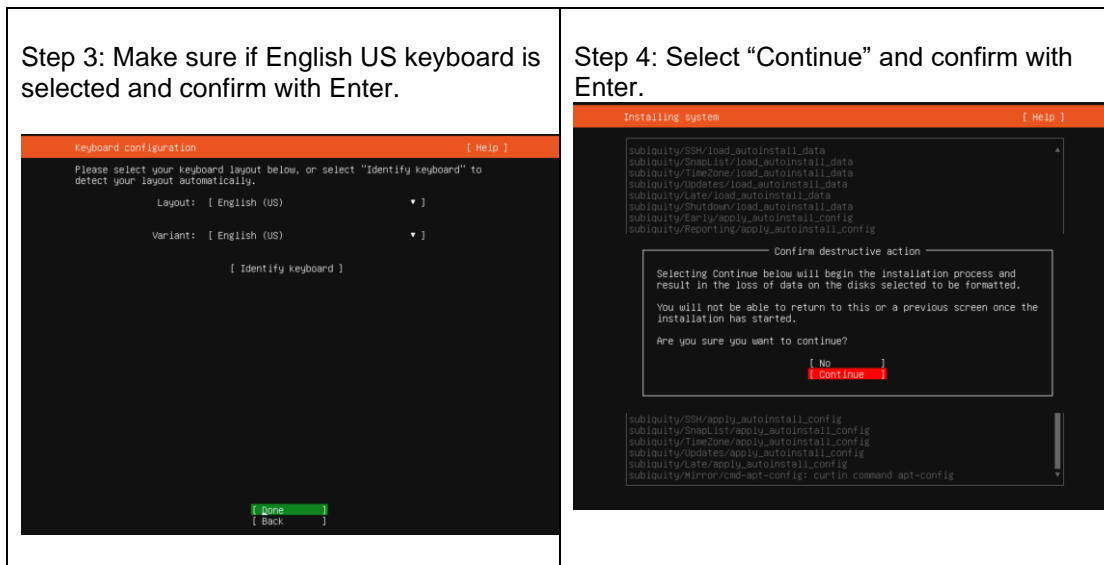 Step 3: Make sure if English US keyboard is
selected and confirm with Enter.
Keyboard configuration [ Help ]
Please select your keyboard layout below, or select "Identify keyboard" to
detect your layout automatically.
Layout: [ English (US) ▾ ]
Variant: [ English (US) ▾ ]
[ Identify keyboard ]
[ Done ]
[ Back ]
Step 4: Select “Continue” and confirm with
Enter.
Installing system [ Help ]
subiquity/SSH/load_autoinstall_data
subiquity/SnapList/load_autoinstall_data
subiquity/TimeZone/load_autoinstall_data
subiquity/Updates/load_autoinstall_data
subiquity/Late/load_autoinstall_data
subiquity/Shutdown/load_autoinstall_data
subiquity/Early/apply_autoinstall_config
subiquity/Reporting/apply_autoinstall_config
Confirm destructive action
Selecting Continue below will begin the installation process and
result in the loss of data on the disks selected to be formatted.
You will not be able to return to this or a previous screen once the
installation has started.
Are you sure you want to continue?
[ No ]
[ Continue ]
subiquity/SSH/apply_autoinstall_config
subiquity/SnapList/apply_autoinstall_config
subiquity/TimeZone/apply_autoinstall_config
subiquity/Updates/apply_autoinstall_config
subiquity/Late/apply_autoinstall_config
subiquity/Mirror/cmd-apt-config: curtin command apt-config